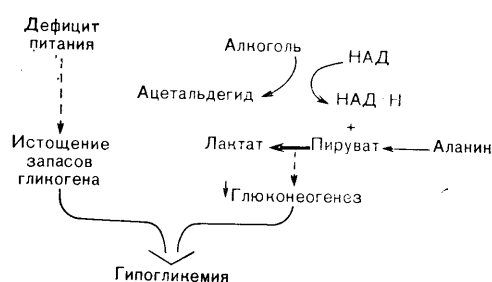 Дефицит
питания
Алкоголь
НАД
Ацетальдегид
НАД·Н
+
Истощение
запасов
гликогена
Лактат
Пируват
Аланин
Глюконеогенез
Гипогликемия